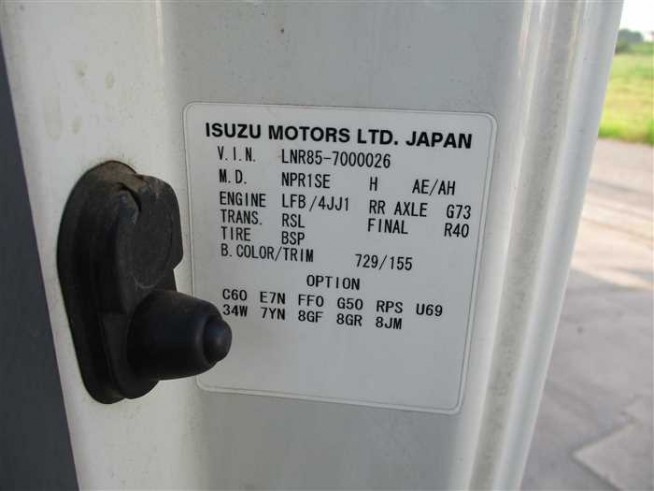 ISUZU MOTORS LTD. JAPAN
V.I.N. LNR85-7000026
M.D. NPR1SE H AE/AH
ENGINE LFB/4JJ1 RR AXLE G73
TRANS. RSL FINAL R40
TIRE BSP
B.COLOR/TRIM 729/155
OPTION
C60 E7N FF0 G50 RPS U69
34W 7YN 8GF 8GR 8JM